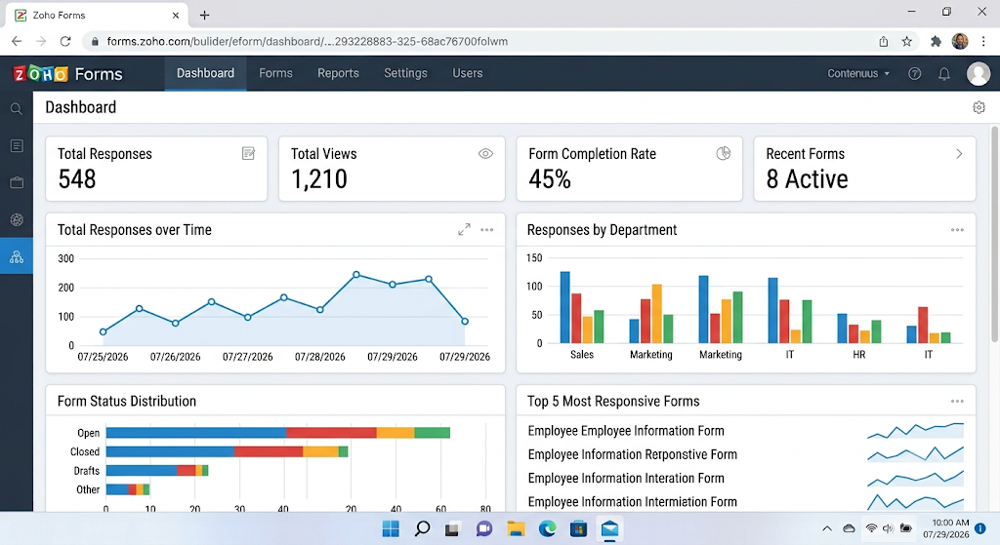 Zoho Forms
forms.zoho.com/bulider/eform/dashboard/....293228883-325-68ac76700folwm
ZOHO Forms
Dashboard
Forms
Reports
Settings
Users
Contenuus
Dashboard
Total Responses
548
Total Views
1,210
Form Completion Rate
45%
Recent Forms
8 Active
Total Responses over Time
300
200
100
0
07/25/2026 07/26/2026 07/27/2026 07/28/2026 07/29/2026 07/29/2026
Responses by Department
150
100
50
0
Sales Marketing Marketing IT HR IT
Form Status Distribution
Open
Closed
Drafts
Other
0 10 20 30 40 20 40 60 80
Top 5 Most Responsive Forms
Employee Employee Information Form
Employee Information Rerponstive Form
Employee Information Interation Form
Employee Information Intermiation Form
10:00 AM
07/29/2026